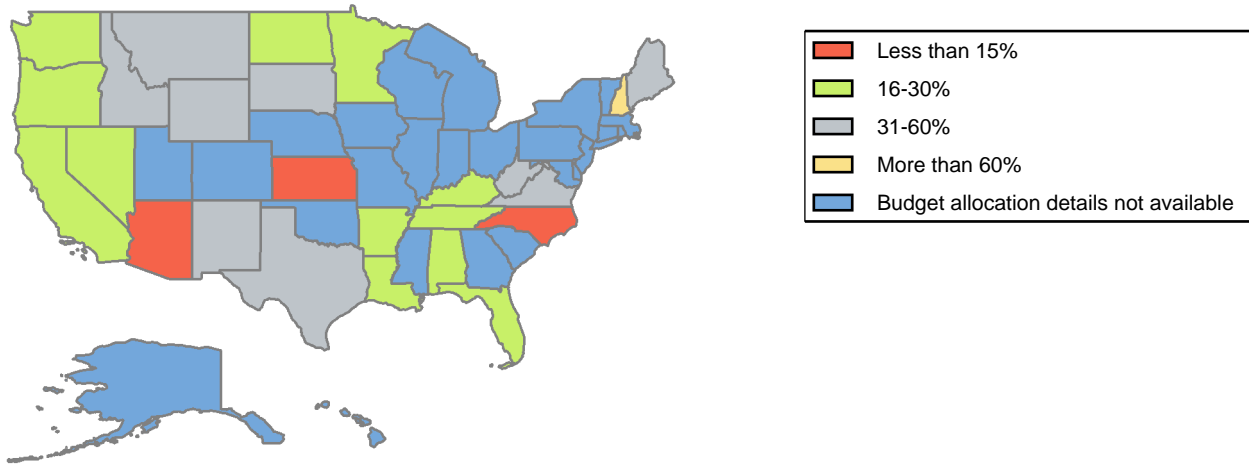 Less than 15%
16-30%
31-60%
More than 60%
Budget allocation details not available